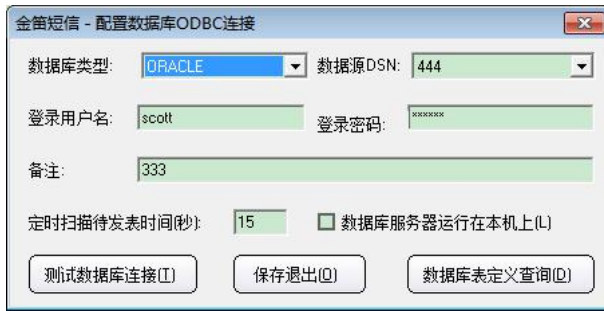 金笛短信 - 配置数据库ODBC连接
数据库类型: ORACLE 数据源DSN: 444
登录用户名: scott 登录密码: ******
备注: 333
定时扫描待发表时间(秒): 15 数据库服务器运行在本机上(L)
测试数据库连接(T) 保存退出(O) 数据库表定义查询(D)